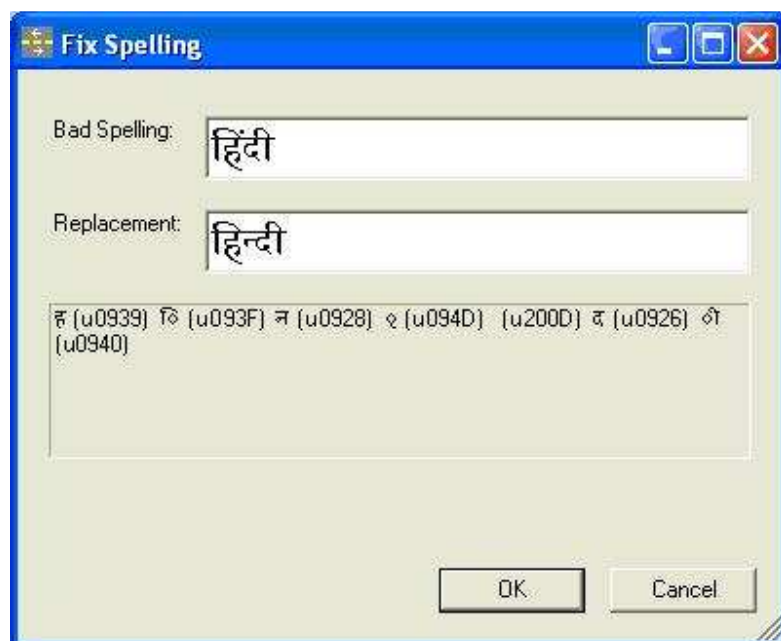 Fix Spelling
Bad Spelling: हिंदी
Replacement: हिन्‍दी
ह (u0939) ि (u093F) न (u0928) ् (u094D) ‍ (u200D) द (u0926) ी
(u0940)
OK Cancel